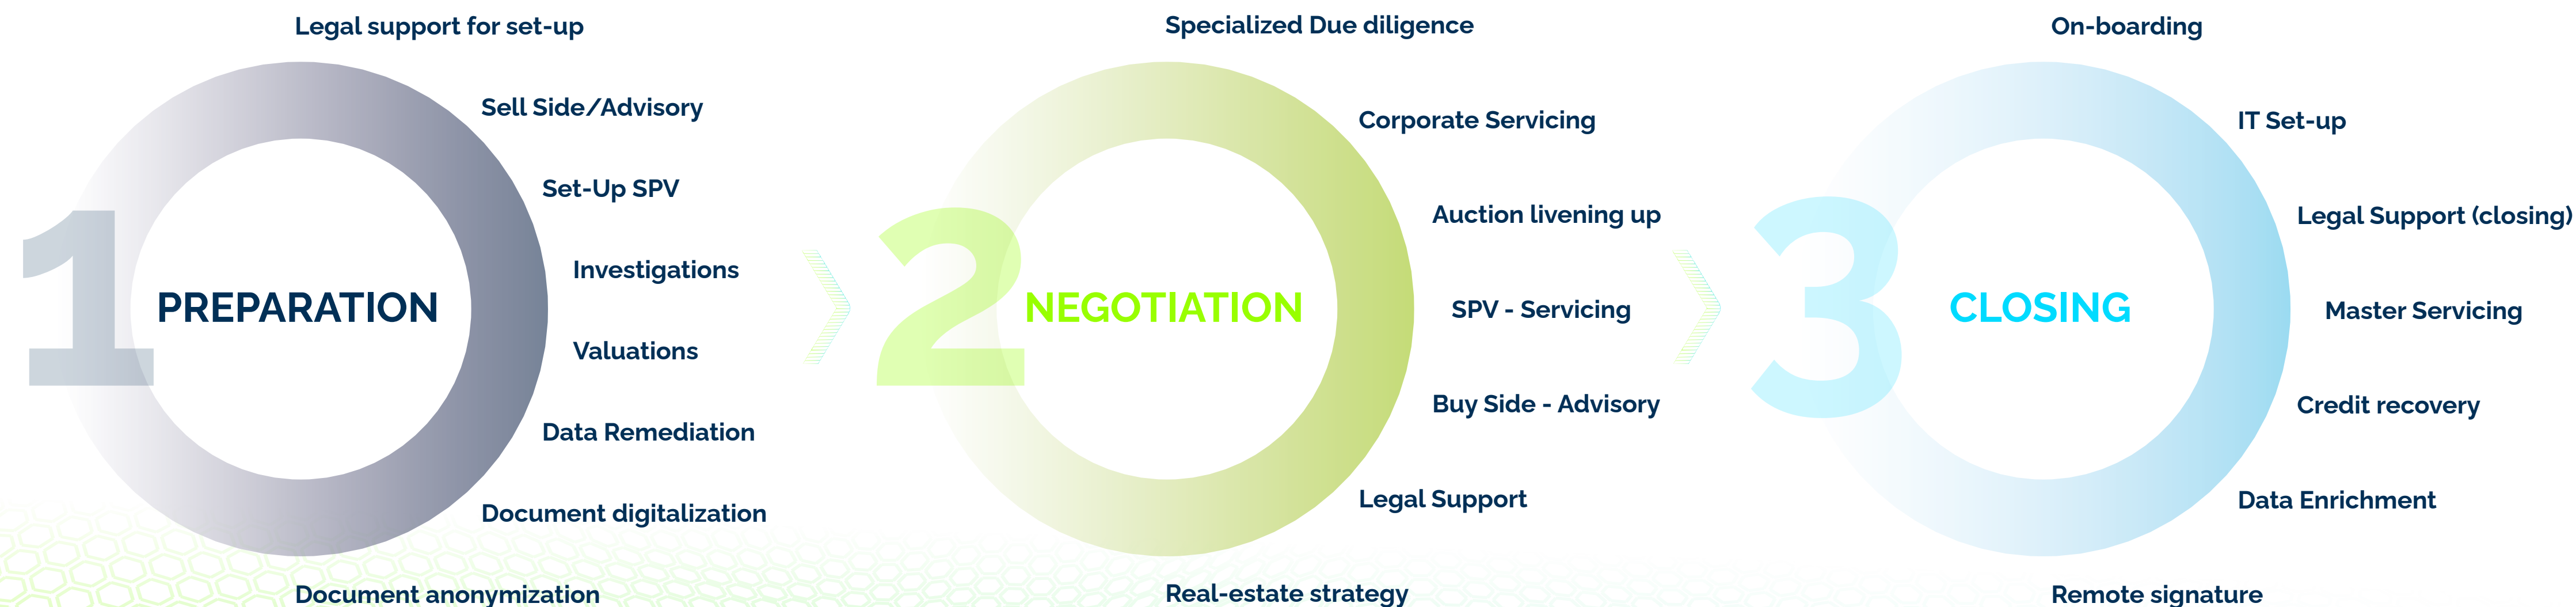 Legal support for set-up
Sell Side/Advisory
Set-Up SPV
Investigations
1
PREPARATION
Valuations
Data Remediation
Document digitalization
Document anonymization
Specialized Due diligence
Corporate Servicing
Auction livening up
2
NEGOTIATION
SPV - Servicing
Buy Side - Advisory
Legal Support
Real-estate strategy
On-boarding
IT Set-up
Legal Support (closing)
3
CLOSING
Master Servicing
Credit recovery
Data Enrichment
Remote signature